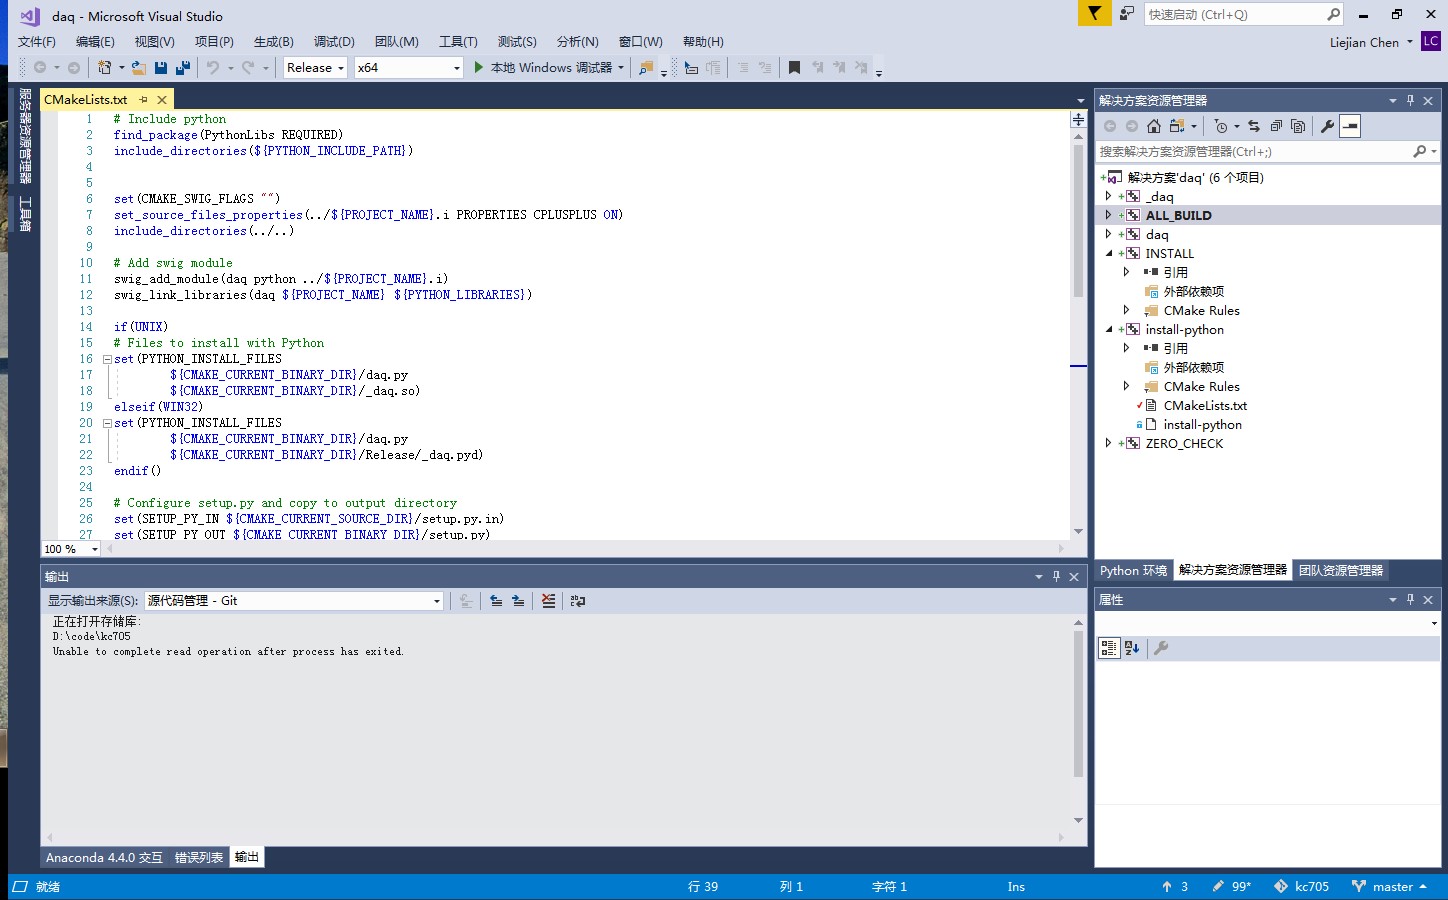 daq - Microsoft Visual Studio
快速启动 (Ctrl+Q)
文件(F) 编辑(E) 视图(V) 项目(P) 生成(B) 调试(D) 团队(M) 工具(T) 测试(S) 分析(N) 窗口(W) 帮助(H)
Liejian Chen LC
Release x64 本地 Windows 调试器
服务器资源管理器
工具箱
CMakeLists.txt
1 # Include python
2 find_package(PythonLibs REQUIRED)
3 include_directories(${PYTHON_INCLUDE_PATH})
4
5
6 set(CMAKE_SWIG_FLAGS "")
7 set_source_files_properties(../${PROJECT_NAME}.i PROPERTIES CPLUSPLUS ON)
8 include_directories(../..)
9
10 # Add swig module
11 swig_add_module(daq python ../${PROJECT_NAME}.i)
12 swig_link_libraries(daq ${PROJECT_NAME} ${PYTHON_LIBRARIES})
13
14 if(UNIX)
15 # Files to install with Python
16 set(PYTHON_INSTALL_FILES
17 ${CMAKE_CURRENT_BINARY_DIR}/daq.py
18 ${CMAKE_CURRENT_BINARY_DIR}/_daq.so)
19 elseif(WIN32)
20 set(PYTHON_INSTALL_FILES
21 ${CMAKE_CURRENT_BINARY_DIR}/daq.py
22 ${CMAKE_CURRENT_BINARY_DIR}/Release/_daq.pyd)
23 endif()
24
25 # Configure setup.py and copy to output directory
26 set(SETUP_PY_IN ${CMAKE_CURRENT_SOURCE_DIR}/setup.py.in)
27 set(SETUP_PY_OUT ${CMAKE_CURRENT_BINARY_DIR}/setup.py)
100 %
输出
显示输出来源(S): 源代码管理 - Git
正在打开存储库:
D:\code\kc705
Unable to complete read operation after process has exited.
Anaconda 4.4.0 交互 错误列表 输出
解决方案资源管理器
搜索解决方案资源管理器(Ctrl+;)
解决方案'daq' (6 个项目)
_daq
ALL_BUILD
daq
INSTALL
引用
外部依赖项
CMake Rules
install-python
引用
外部依赖项
CMake Rules
CMakeLists.txt
install-python
ZERO_CHECK
Python 环境 解决方案资源管理器 团队资源管理器
属性
就绪 行 39 列 1 字符 1 Ins 3 99* kc705 master